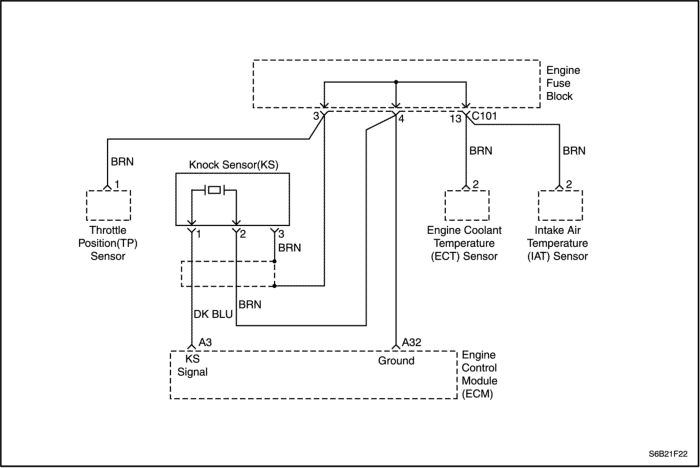 Engine
Fuse
Block
3
4
13
C101
BRN
BRN
BRN
1
Knock Sensor(KS)
2
2
Throttle
Position(TP)
Sensor
1
2
3
BRN
Engine Coolant
Temperature
(ECT) Sensor
Intake Air
Temperature
(IAT) Sensor
DK BLU
BRN
A3
A32
KS
Signal
Ground
Engine
Control
Module
(ECM)
S6B21F22